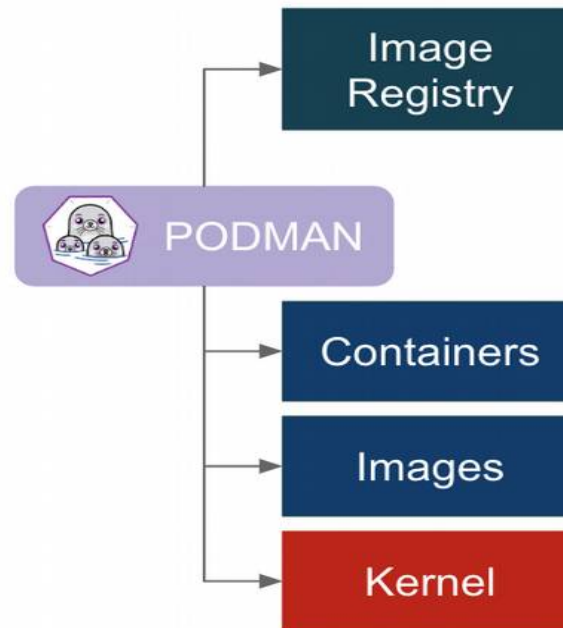 Image
Registry
PODMAN
Containers
Images
Kernel